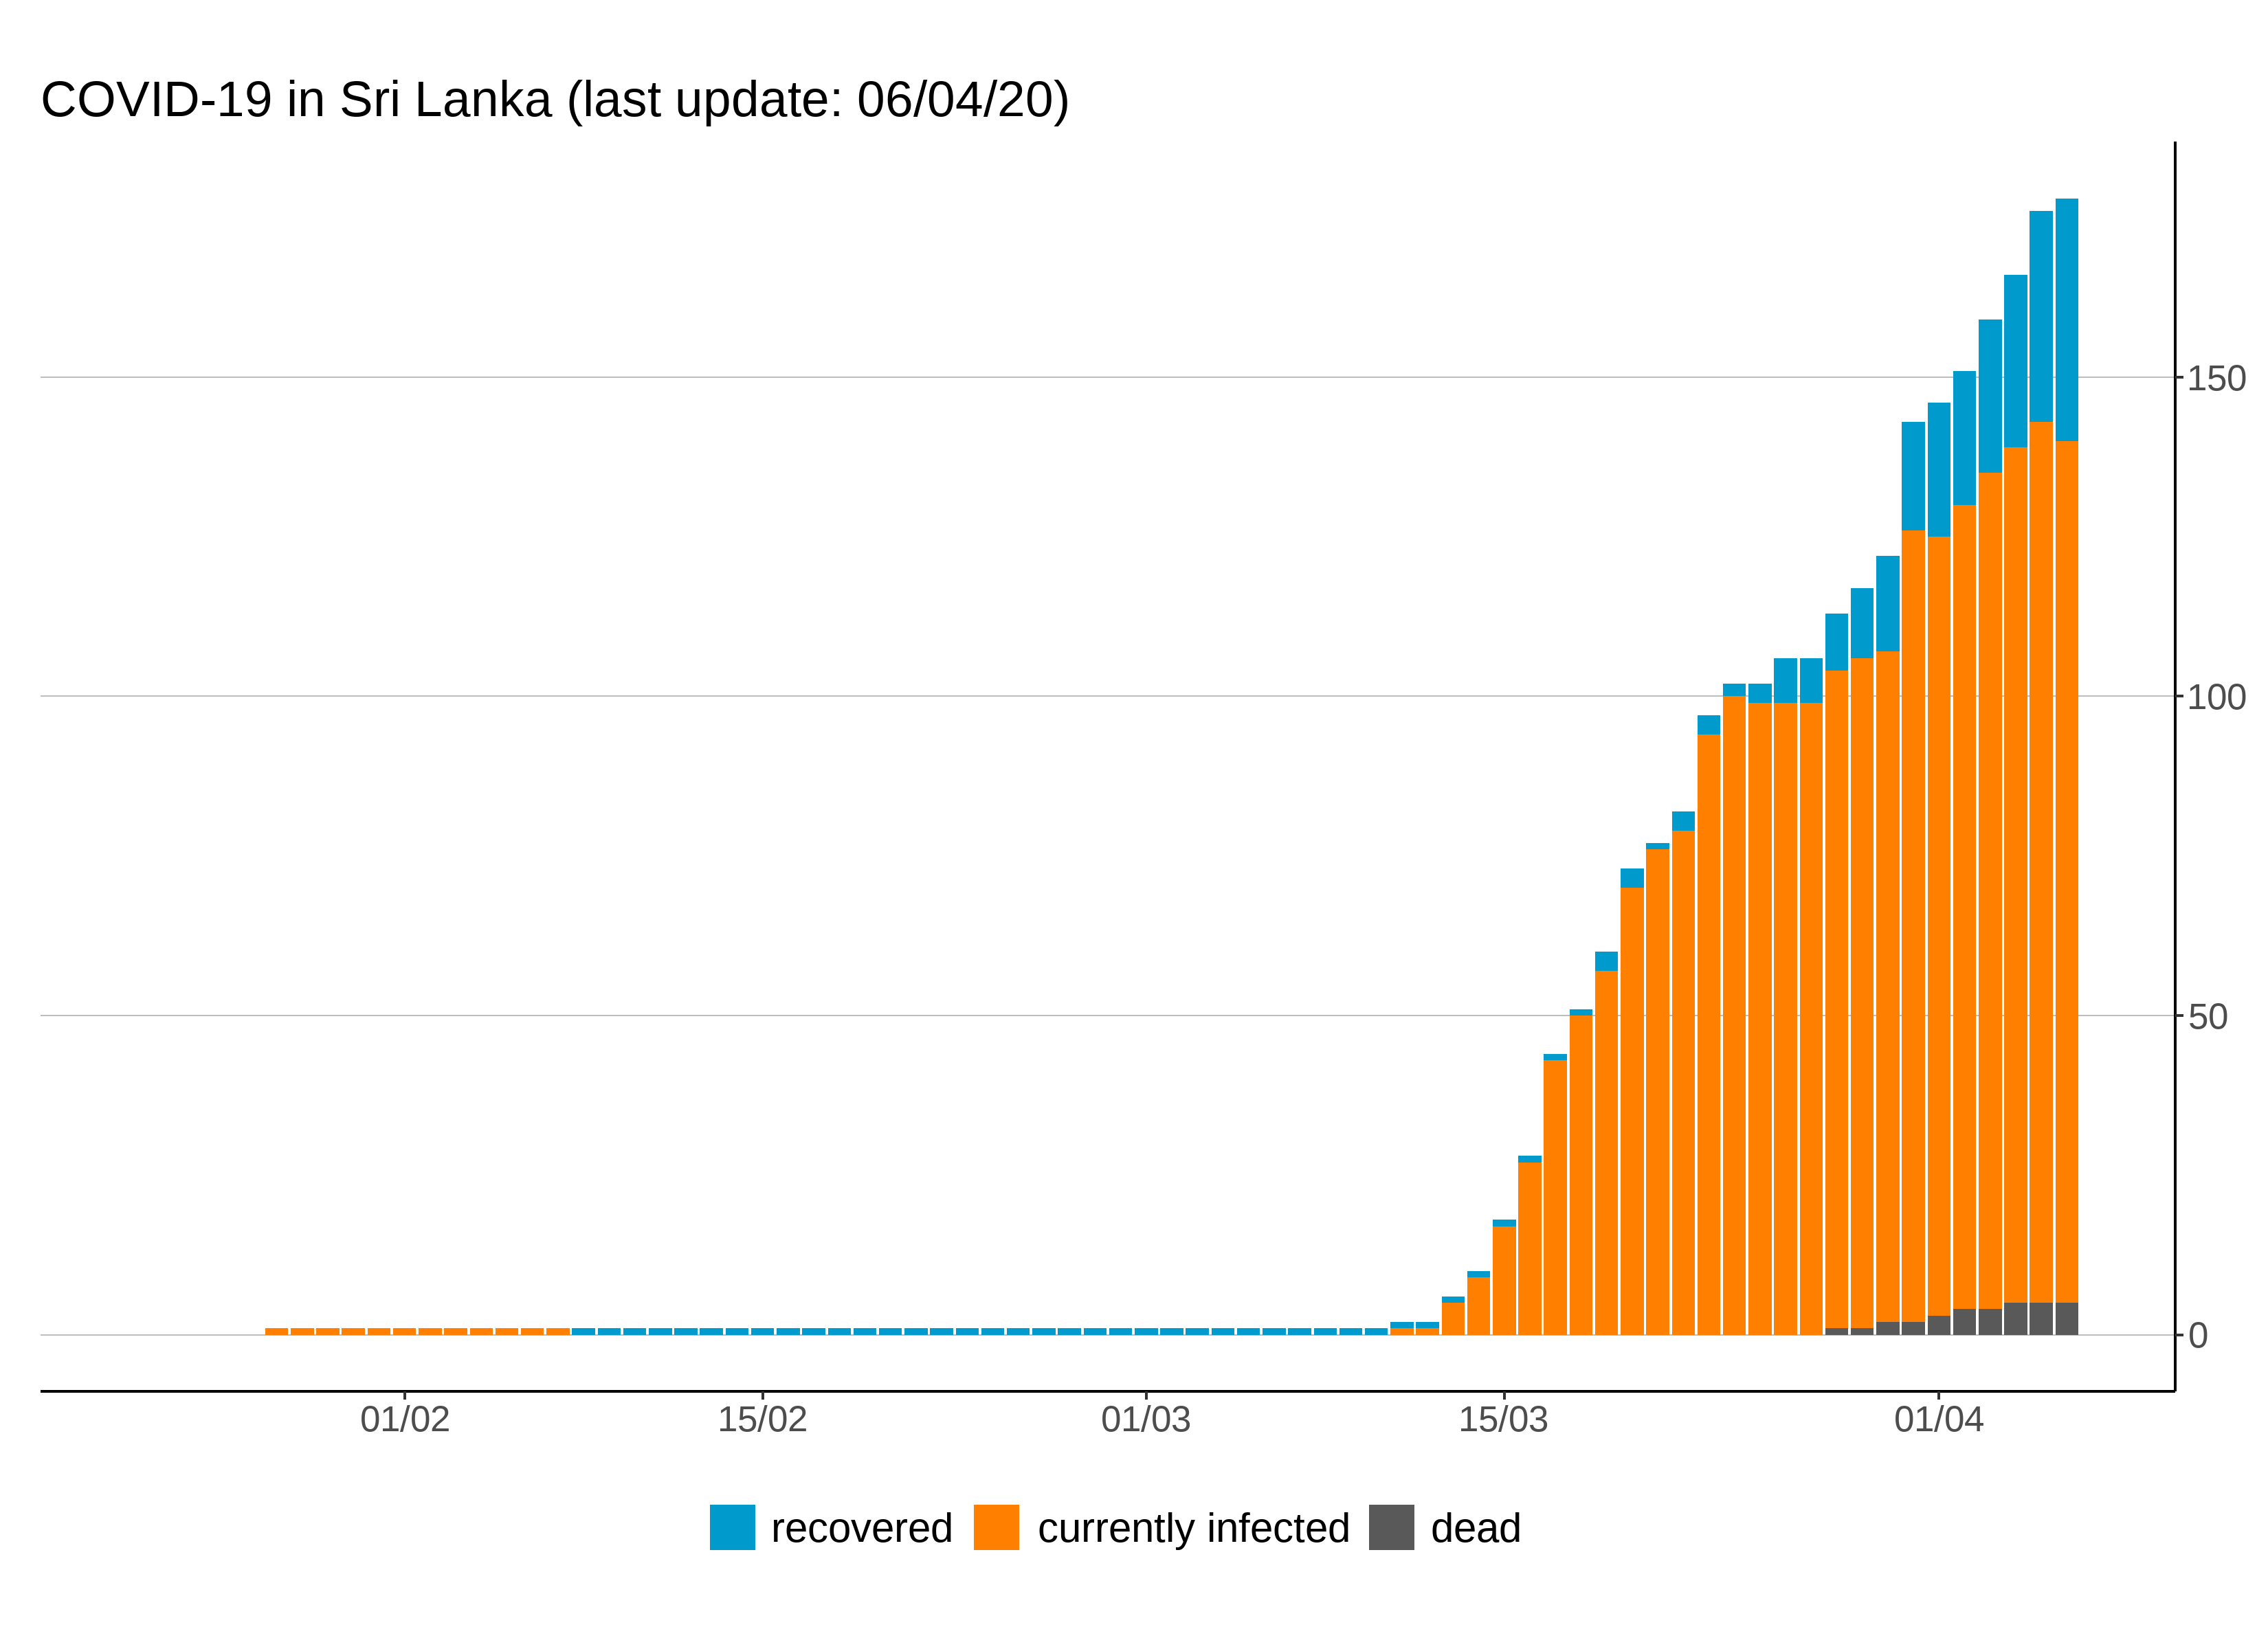 COVID-19 in Sri Lanka (last update: 06/04/20)
150
100
50
0
01/02 15/02 01/03 15/03 01/04
recovered currently infected dead